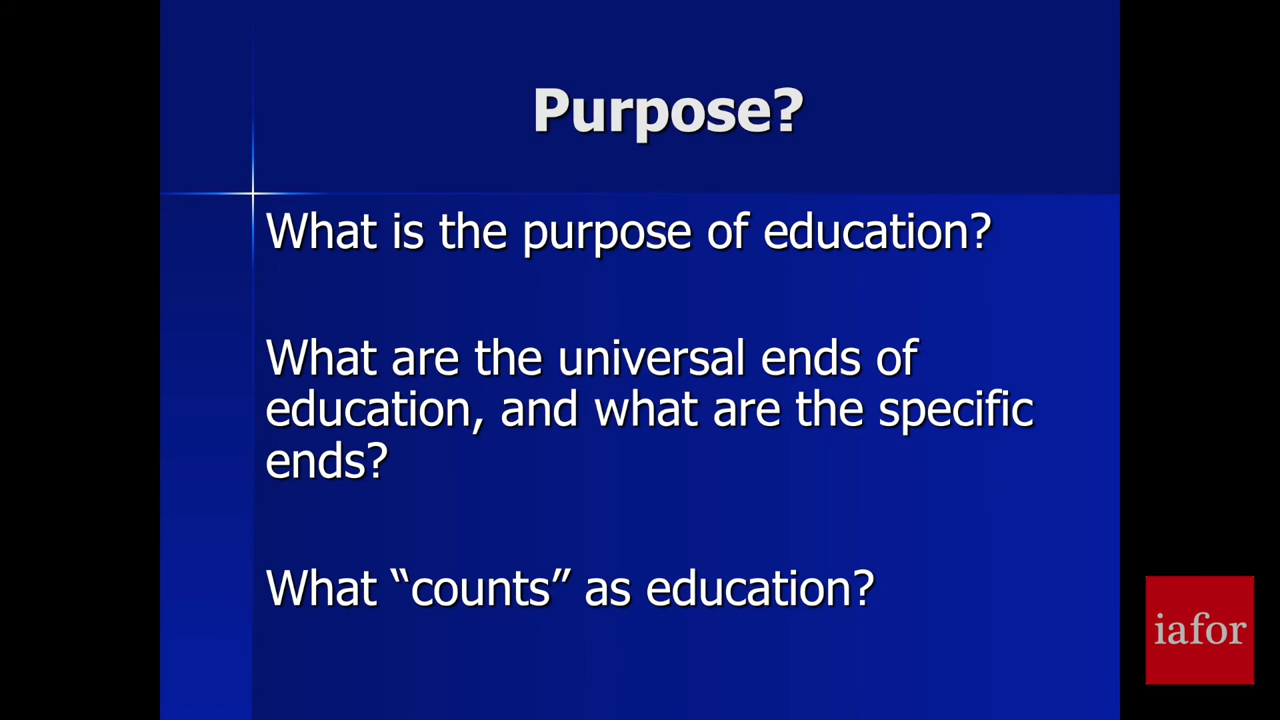 Purpose?
What is the purpose of education?
What are the universal ends of
education, and what are the specific
ends?
What “counts” as education?
iafor